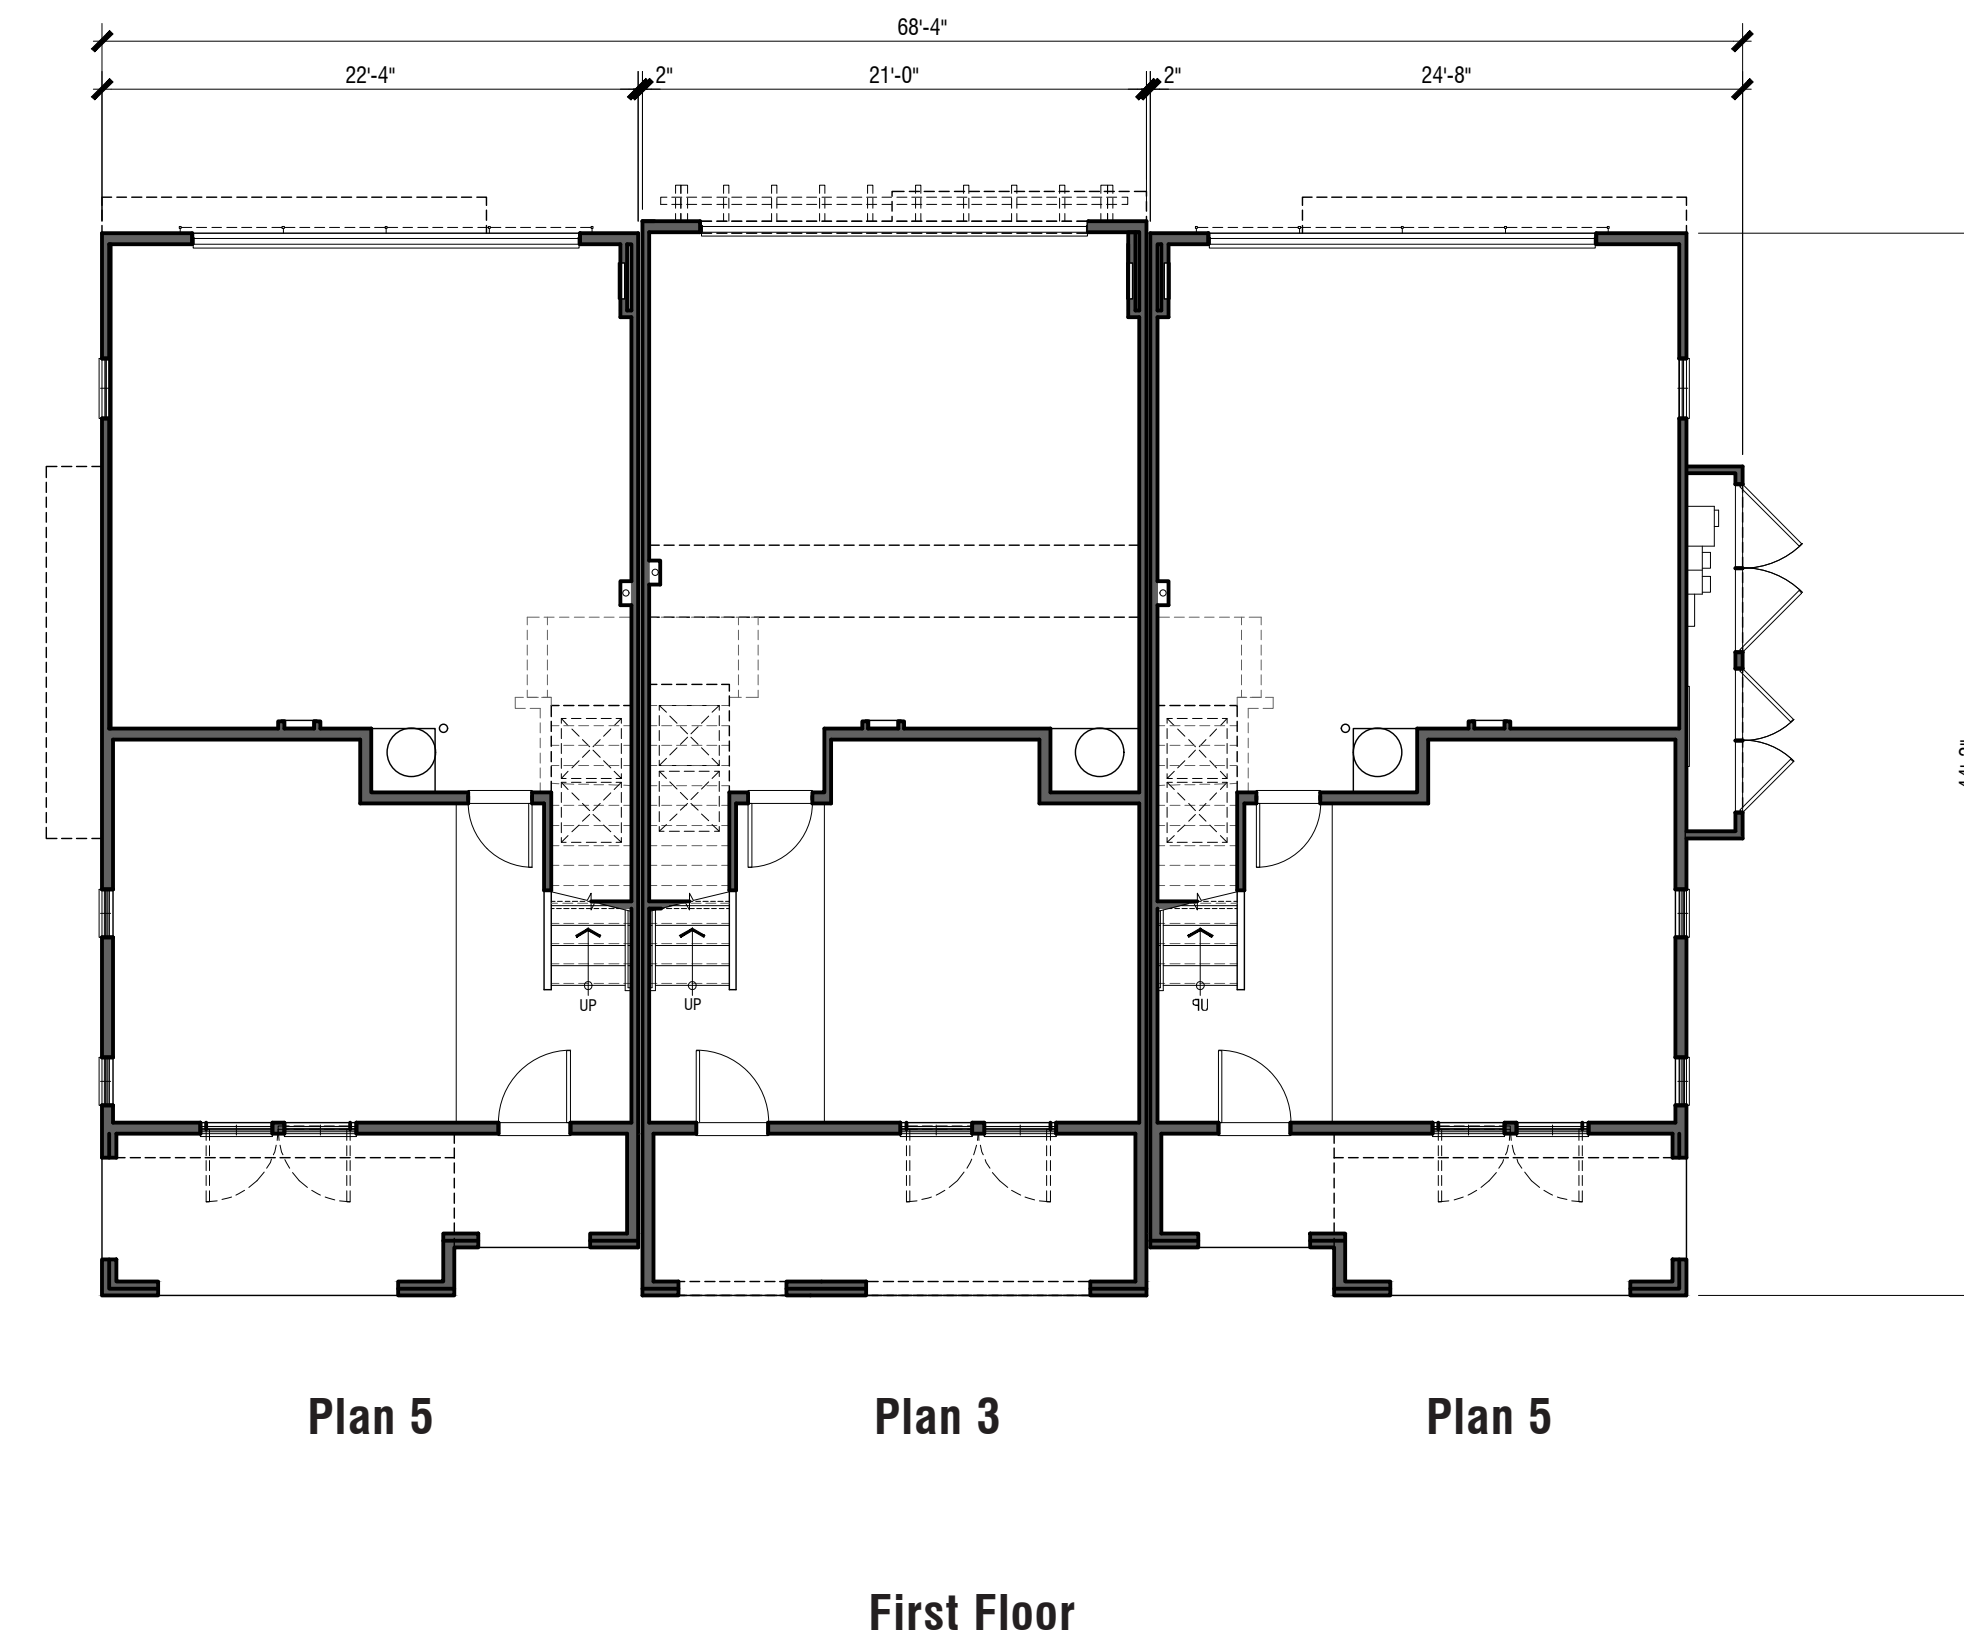 68'-4"
22'-4" 2" 21'-0" 2" 24'-8"
UP UP UP
Plan 5 Plan 3 Plan 5
First Floor